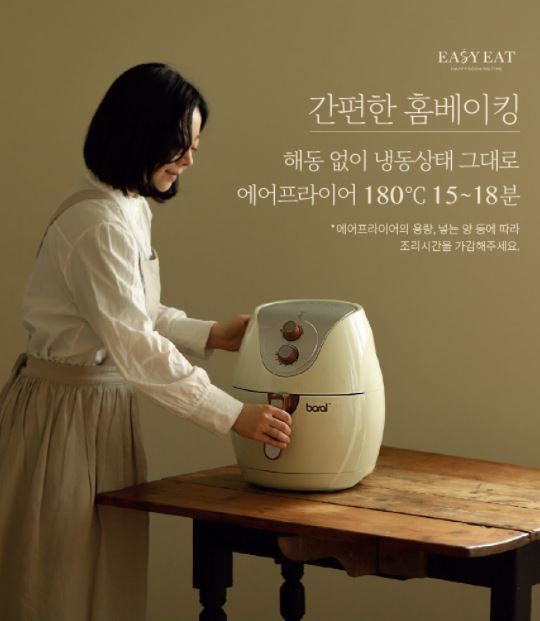 EASY EAT
간편한 홈베이킹
해동 없이 냉동상태 그대로
에어프라이어 180℃ 15~18분
*에어프라이어의 용량, 넣는 양 등에 따라
조리시간을 가감해주세요.
boral